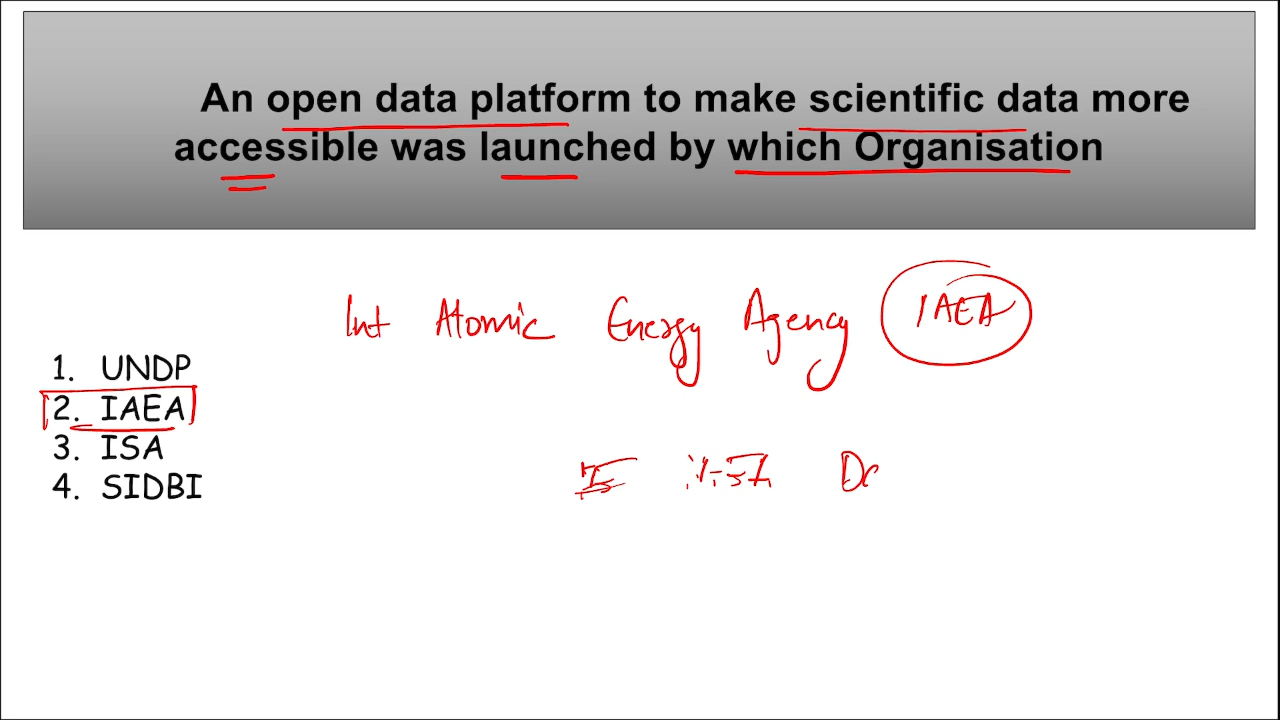 An open data platform to make scientific data more
accessible was launched by which Organisation
Int Atomic Energy Agency IAEA
1. UNDP
2. IAEA
3. ISA
4. SIDBI